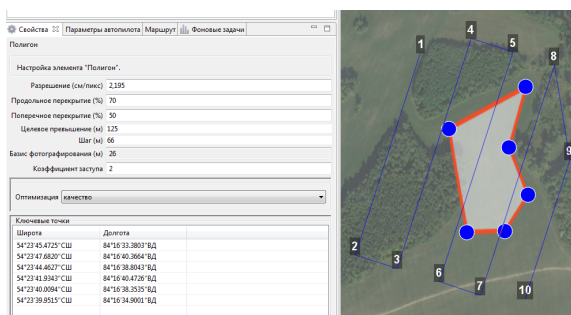 Свойства Параметры автопилота Маршрут Фоновые задачи
Полигон
Настройка элемента "Полигон".
Разрешение (см/пикс) 2,195
Продольное перекрытие (%) 70
Поперечное перекрытие (%) 50
Целевое превышение (м) 125
Шаг (м) 66
Базис фотографирования (м) 26
Коэффициент заступа 2
Оптимизация качество
Ключевые точки
Широта Долгота
54°23'45.4725"СШ 84°16'33.3803"ВД
54°23'47.6820"СШ 84°16'40.3664"ВД
54°23'44.4627"СШ 84°16'38.8043"ВД
54°23'41.9343"СШ 84°16'40.4726"ВД
54°23'40.0094"СШ 84°16'38.3535"ВД
54°23'39.9515"СШ 84°16'34.9001"ВД
1
4
5
8
9
2
3
6
7
10